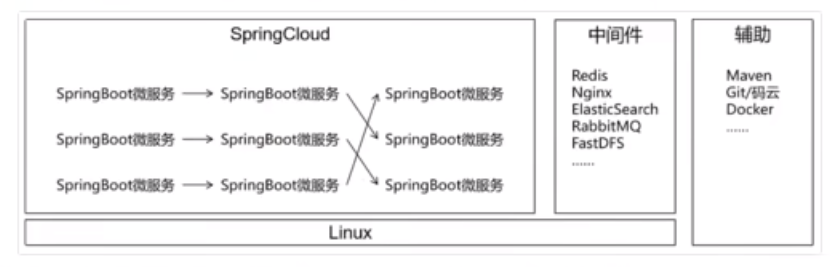 SpringCloud
SpringBoot微服务 SpringBoot微服务 SpringBoot微服务
SpringBoot微服务 SpringBoot微服务 SpringBoot微服务
SpringBoot微服务 SpringBoot微服务 SpringBoot微服务
中间件
Redis
Nginx
ElasticSearch
RabbitMQ
FastDFS
......
辅助
Maven
Git/码云
Docker
......
Linux